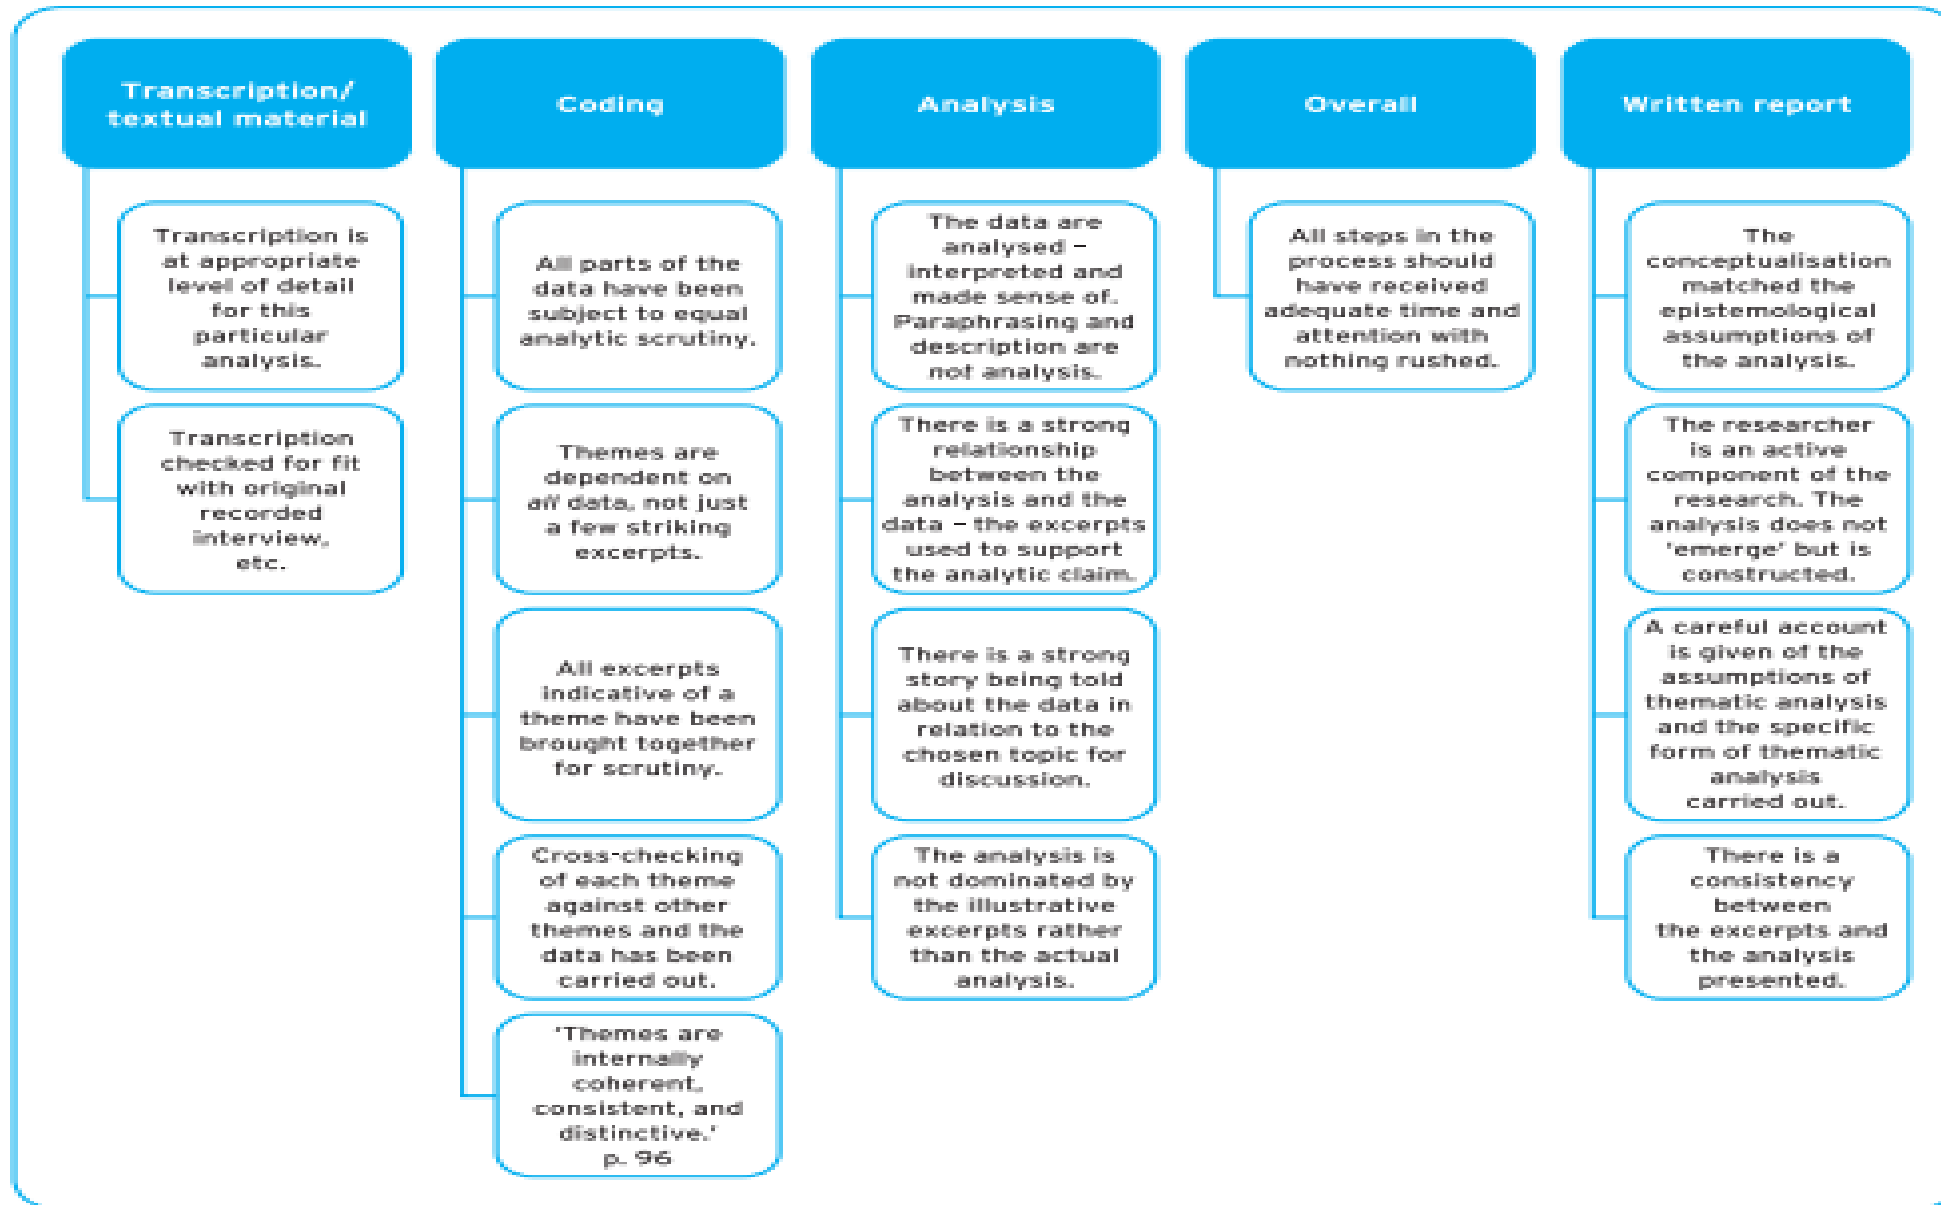 Transcription/
textual material
Transcription is
at appropriate
level of detail
for this
particular
analysis.
Transcription
checked for fit
with original
recorded
interview,
etc.
Coding
All parts of the
data have been
subject to equal
analytic scrutiny.
Themes are
dependent on
all data, not just
a few striking
excerpts.
All excerpts
indicative of a
theme have been
brought together
for scrutiny.
Cross-checking
of each theme
against other
themes and the
data has been
carried out.
'Themes are
internally
coherent,
consistent, and
distinctive.'
p. 96
Analysis
The data are
analysed –
interpreted and
made sense of.
Paraphrasing and
description are
not analysis.
There is a strong
relationship
between the
analysis and the
data – the excerpts
used to support
the analytic claim.
There is a strong
story being told
about the data in
relation to the
chosen topic for
discussion.
The analysis is
not dominated by
the illustrative
excerpts rather
than the actual
analysis.
Overall
All steps in the
process should
have received
adequate time and
attention with
nothing rushed.
Written report
The
conceptualisation
matched the
epistemological
assumptions of
the analysis.
The researcher
is an active
component of the
research. The
analysis does not
'emerge' but is
constructed.
A careful account
is given of the
assumptions of
thematic analysis
and the specific
form of thematic
analysis
carried out.
There is a
consistency
between
the excerpts and
the analysis
presented.